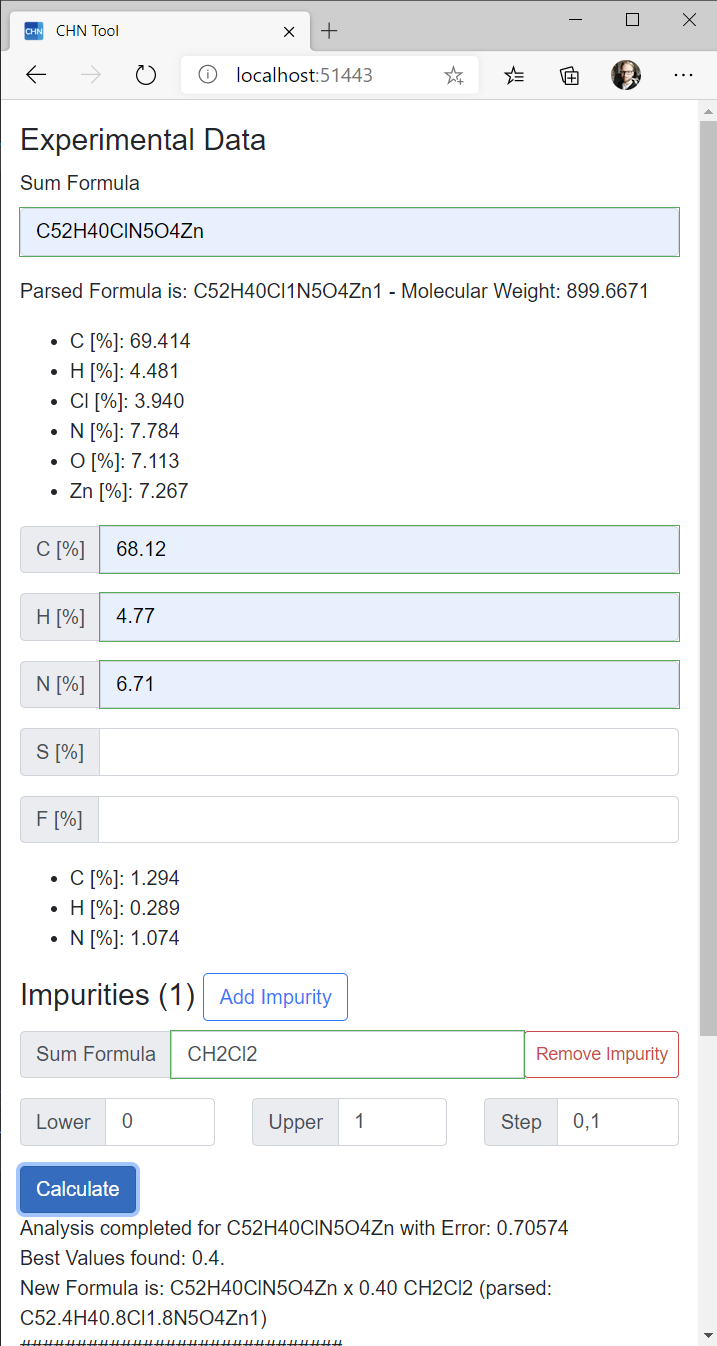 CHN CHN Tool
localhost:51443
Experimental Data
Sum Formula
C52H40ClN5O4Zn
Parsed Formula is: C52H40Cl1N5O4Zn1 - Molecular Weight: 899.6671
C [%]: 69.414
H [%]: 4.481
Cl [%]: 3.940
N [%]: 7.784
O [%]: 7.113
Zn [%]: 7.267
C [%] 68.12
H [%] 4.77
N [%] 6.71
S [%]
F [%]
C [%]: 1.294
H [%]: 0.289
N [%]: 1.074
Impurities (1) Add Impurity
Sum Formula CH2Cl2 Remove Impurity
Lower 0 Upper 1 Step 0,1
Calculate
Analysis completed for C52H40ClN5O4Zn with Error: 0.70574
Best Values found: 0.4.
New Formula is: C52H40ClN5O4Zn x 0.40 CH2Cl2 (parsed:
C52.4H40.8Cl1.8N5O4Zn1)